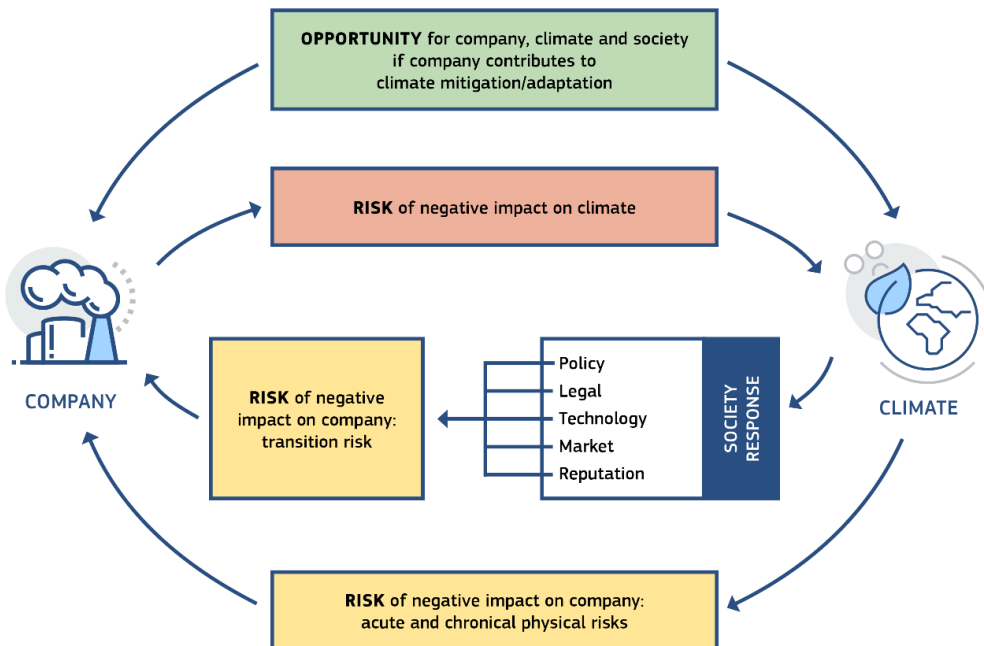 OPPORTUNITY for company, climate and society
if company contributes to
climate mitigation/adaptation
RISK of negative impact on climate
COMPANY
RISK of negative
impact on company:
transition risk
Policy
Legal
Technology
Market
Reputation
SOCIETY
RESPONSE
CLIMATE
RISK of negative impact on company:
acute and chronical physical risks